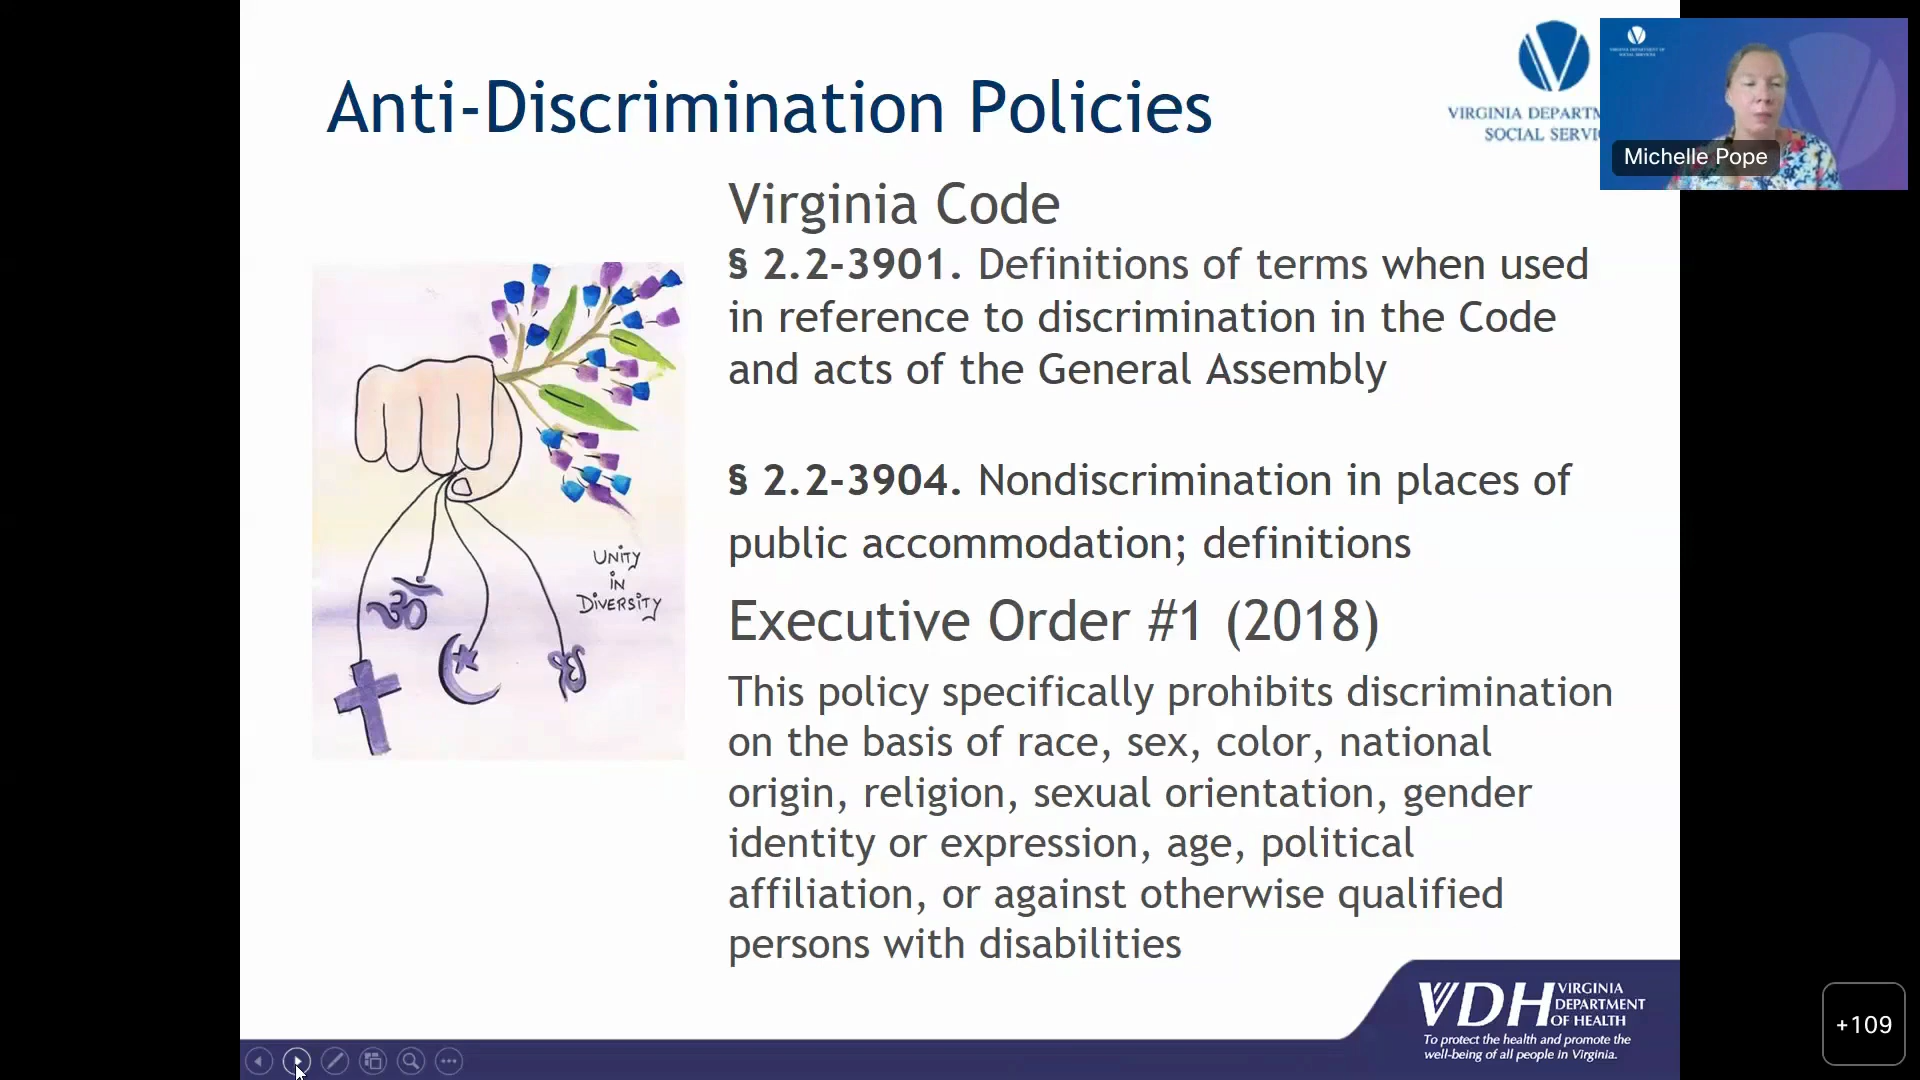 Anti-Discrimination Policies
VIRGINIA DEPARTM
SOCIAL SERVI
Michelle Pope
Virginia Code
§ 2.2-3901. Definitions of terms when used
in reference to discrimination in the Code
and acts of the General Assembly
§ 2.2-3904. Nondiscrimination in places of
public accommodation; definitions
Executive Order #1 (2018)
This policy specifically prohibits discrimination
on the basis of race, sex, color, national
origin, religion, sexual orientation, gender
identity or expression, age, political
affiliation, or against otherwise qualified
persons with disabilities
UNITY
IN
DIVERSITY
ॐ
VDH VIRGINIA
DEPARTMENT
OF HEALTH
To protect the health and promote the
well-being of all people in Virginia.
+109